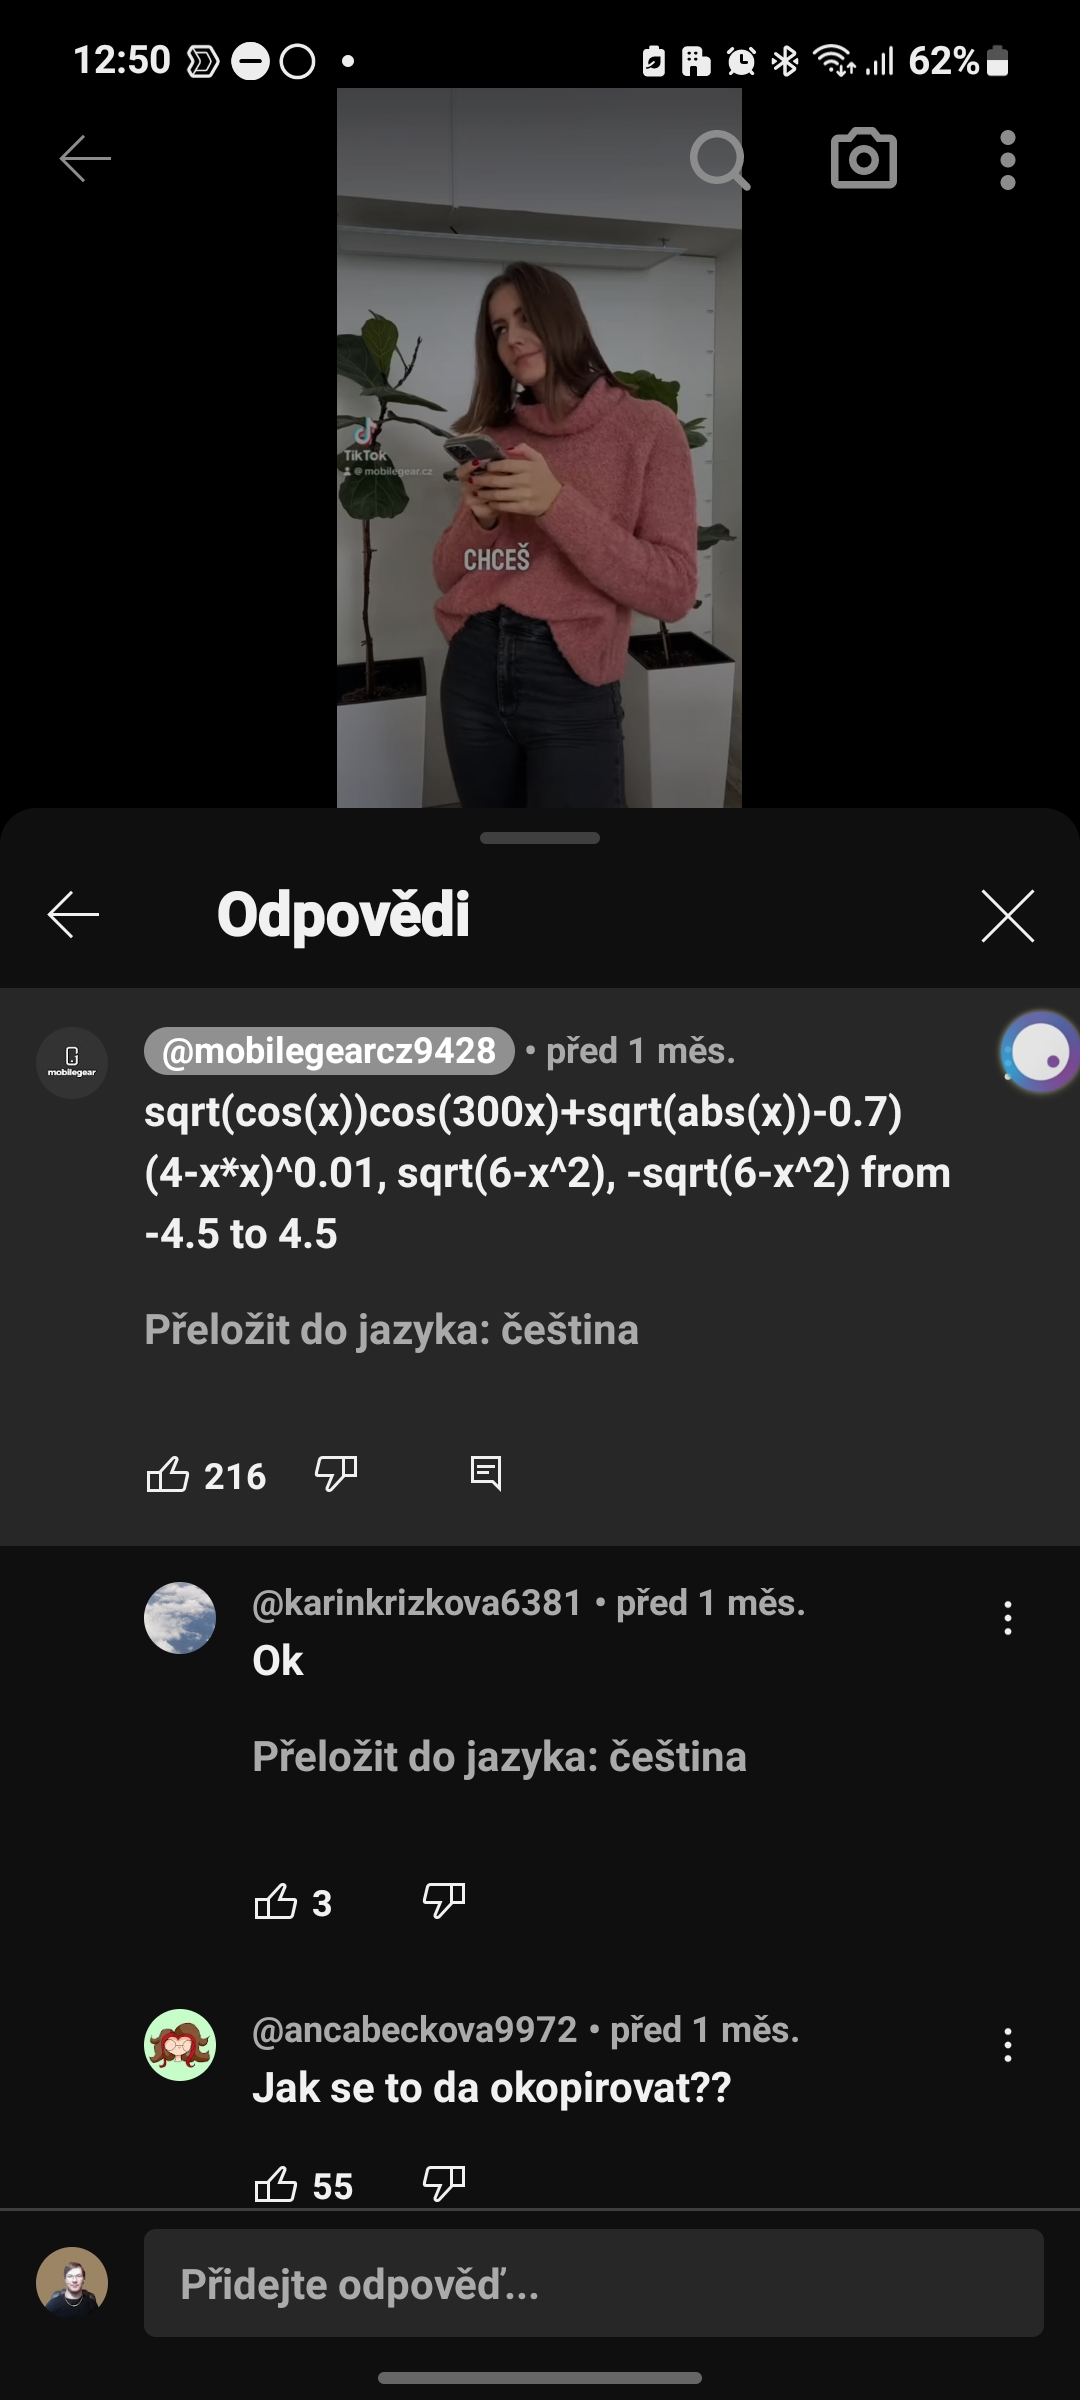 12:50
62%
TikTok
@mobilegear.cz
CHCEŠ
Odpovědi
mobilegear
@mobilegearcz9428 • před 1 měs.
sqrt(cos(x))cos(300x)+sqrt(abs(x))-0.7)
(4-x*x)^0.01, sqrt(6-x^2), -sqrt(6-x^2) from
-4.5 to 4.5
Přeložit do jazyka: čeština
216
@karinkrizkova6381 • před 1 měs.
Ok
Přeložit do jazyka: čeština
3
@ancabeckova9972 • před 1 měs.
Jak se to da okopirovat??
55
Přidejte odpověď...